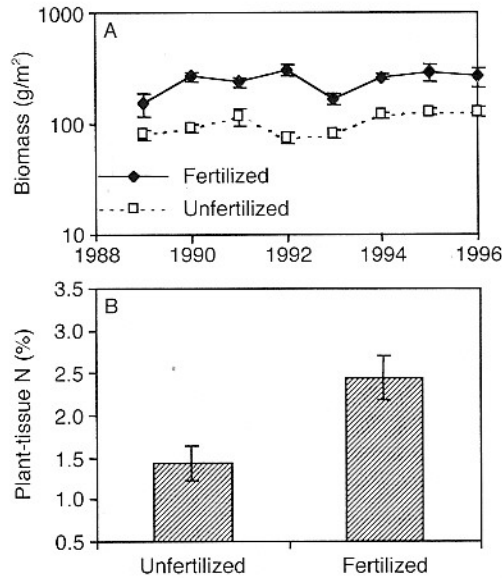 A
Biomass (g/m²)
1000
100
10
Fertilized
Unfertilized
1988 1990 1992 1994 1996
B
Plant-tissue N (%)
3.5
3.0
2.5
2.0
1.5
1.0
0.5
Unfertilized Fertilized